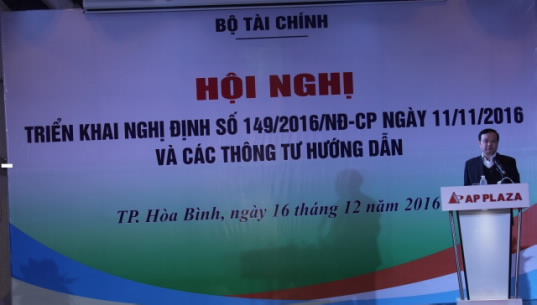 BỘ TÀI CHÍNH
HỘI NGHỊ
TRIỂN KHAI NGHỊ ĐỊNH SỐ 149/2016/NĐ-CP NGÀY 11/11/2016
VÀ CÁC THÔNG TƯ HƯỚNG DẪN
TP. Hòa Bình, ngày 16 tháng 12 năm 2016
AP PLAZA